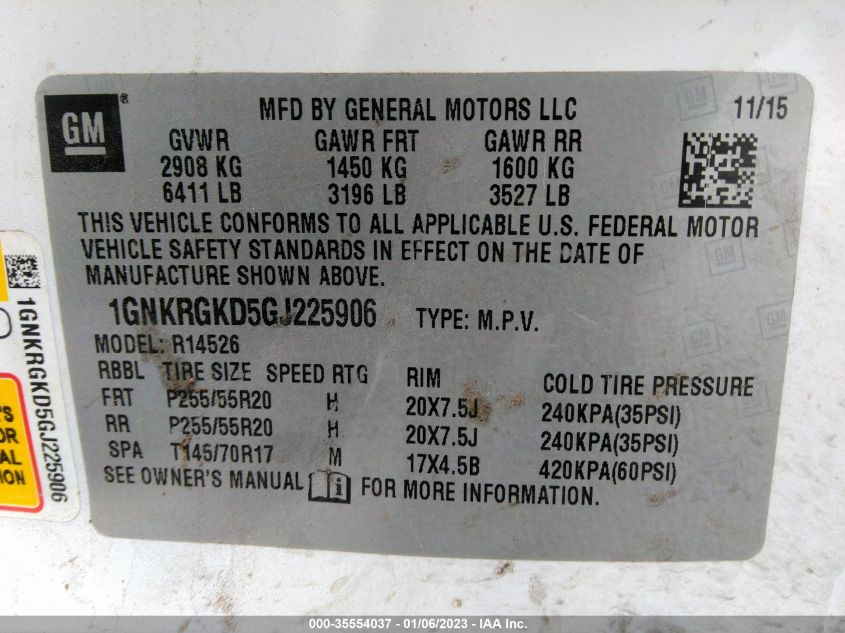 GM
MFD BY GENERAL MOTORS LLC 11/15
GVWR GAWR FRT GAWR RR
2908 KG 1450 KG 1600 KG
6411 LB 3196 LB 3527 LB
THIS VEHICLE CONFORMS TO ALL APPLICABLE U.S. FEDERAL MOTOR
VEHICLE SAFETY STANDARDS IN EFFECT ON THE DATE OF
MANUFACTURE SHOWN ABOVE.
1GNKRGKD5GJ225906 TYPE: M.P.V.
MODEL: R14526
RBBL TIRE SIZE SPEED RTG RIM COLD TIRE PRESSURE
FRT P255/55R20 H 20X7.5J 240KPA(35PSI)
RR P255/55R20 H 20X7.5J 240KPA(35PSI)
SPA T145/70R17 M 17X4.5B 420KPA(60PSI)
SEE OWNER'S MANUAL i FOR MORE INFORMATION.
1GNKRGKD5GJ225906
'S
OR
AL
ION
000-35554037 - 01/06/2023 - IAA Inc.